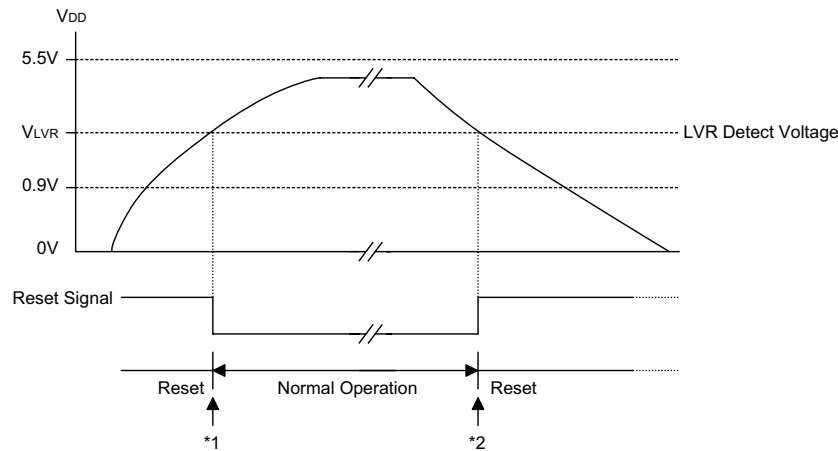 VDD
5.5V
VLVR
LVR Detect Voltage
0.9V
0V
Reset Signal
Reset
Normal Operation
Reset
*1
*2